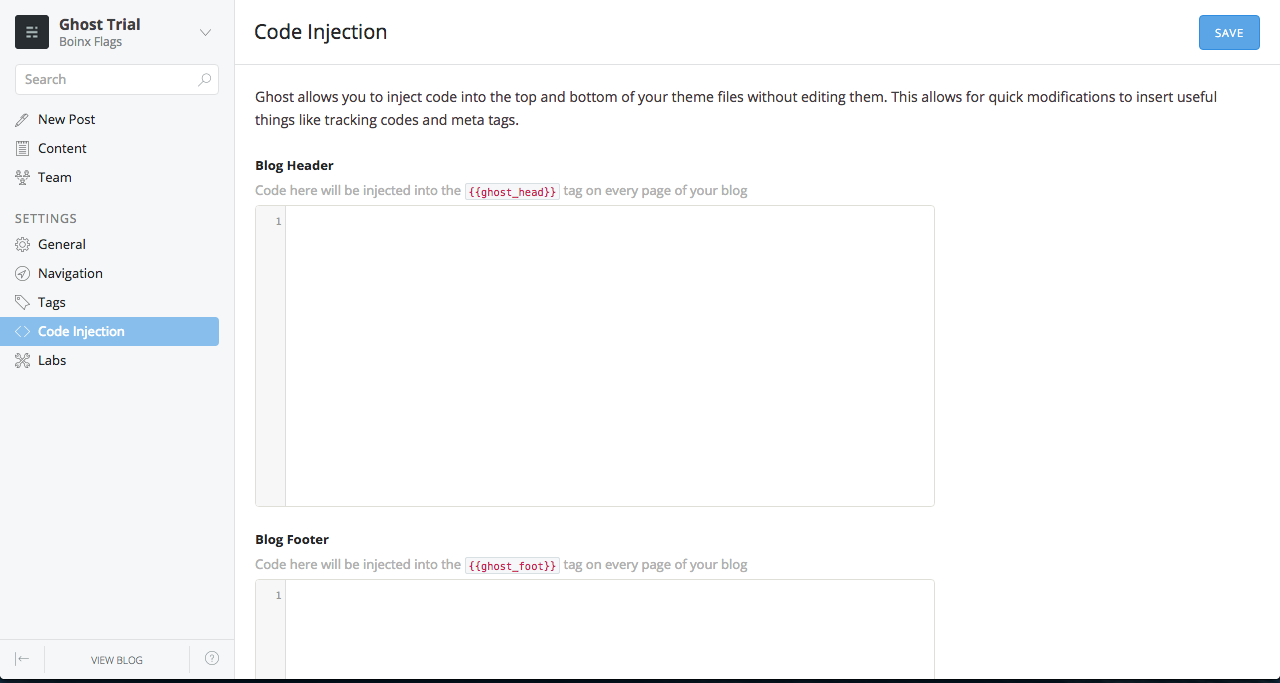 Ghost Trial
Boinx Flags
Search
New Post
Content
Team
SETTINGS
General
Navigation
Tags
Code Injection
Labs
VIEW BLOG
?
Code Injection
SAVE
Ghost allows you to inject code into the top and bottom of your theme files without editing them. This allows for quick modifications to insert useful
things like tracking codes and meta tags.
Blog Header
Code here will be injected into the {{ghost_head}} tag on every page of your blog
1
Blog Footer
Code here will be injected into the {{ghost_foot}} tag on every page of your blog
1